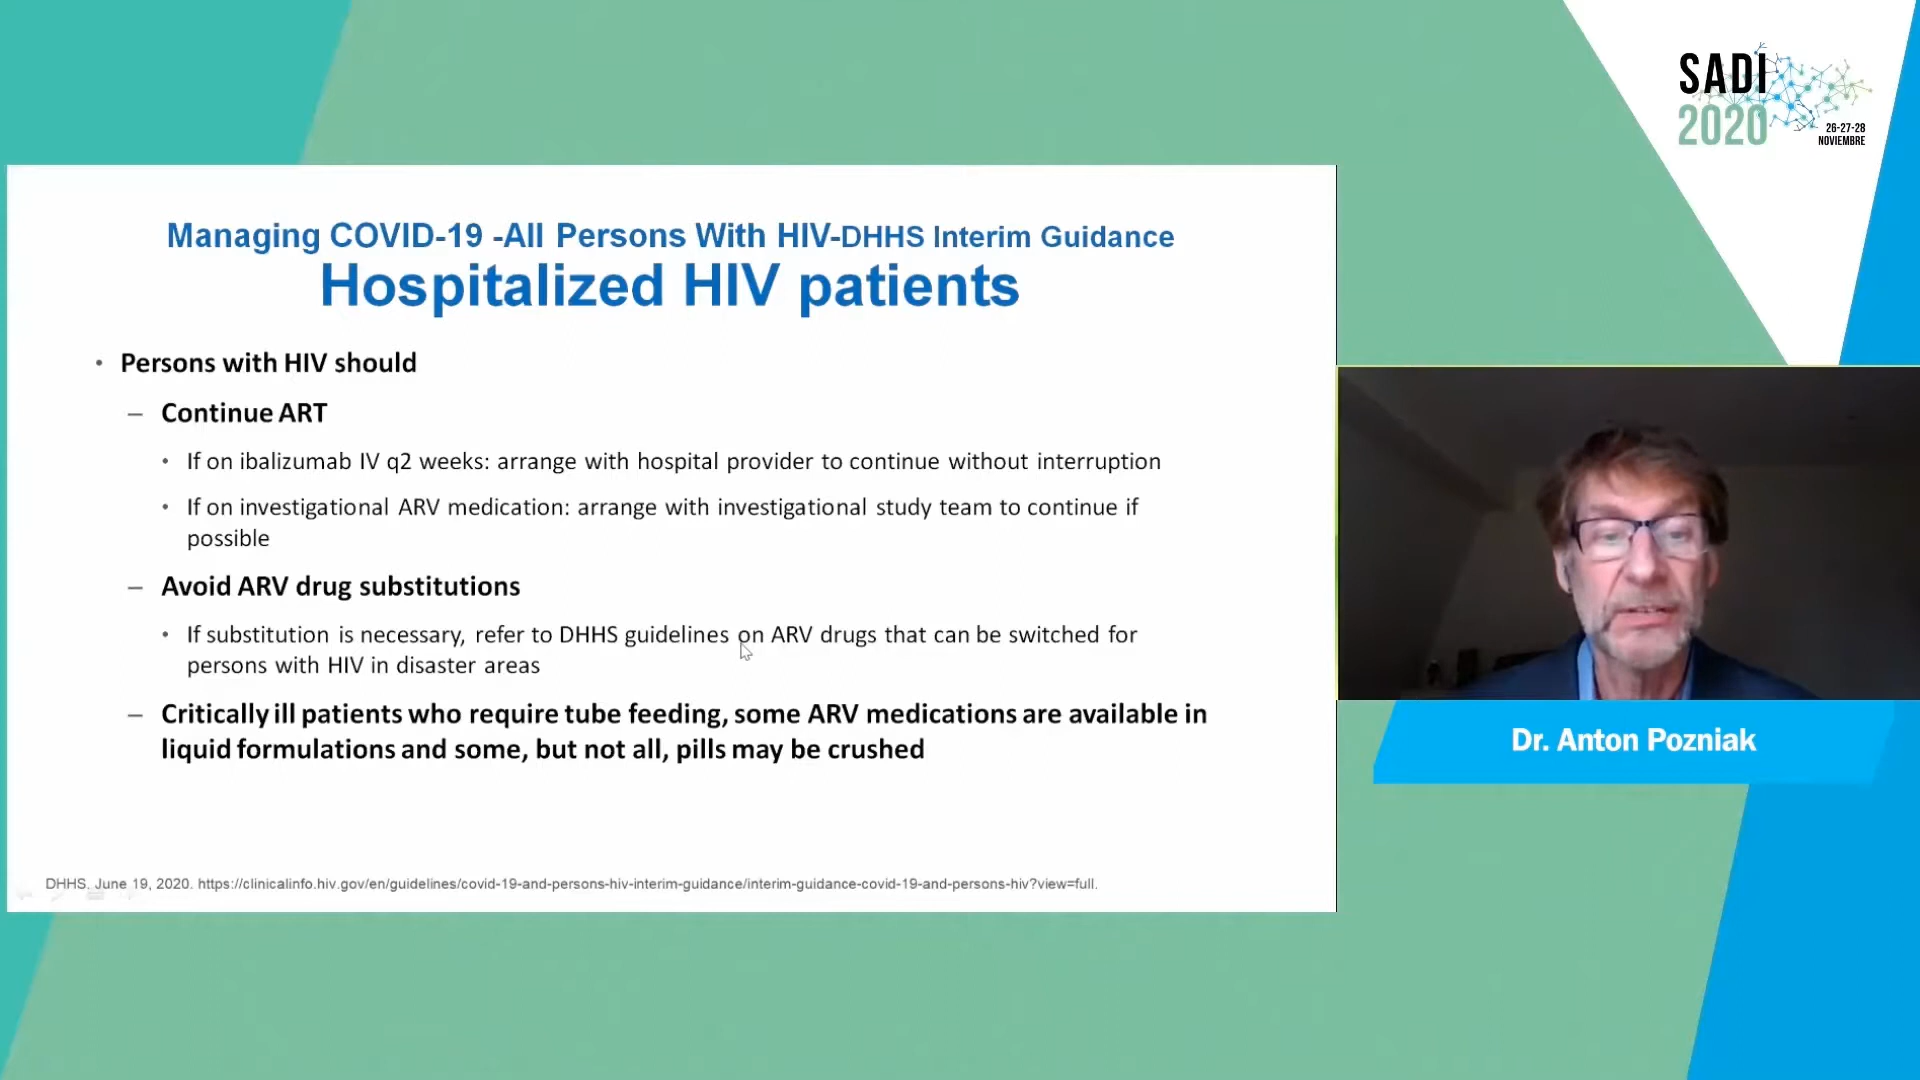 SADI
2020
26-27-28
NOVIEMBRE
Managing COVID-19 -All Persons With HIV-DHHS Interim Guidance
Hospitalized HIV patients
• Persons with HIV should
– Continue ART
• If on ibalizumab IV q2 weeks: arrange with hospital provider to continue without interruption
• If on investigational ARV medication: arrange with investigational study team to continue if
possible
– Avoid ARV drug substitutions
• If substitution is necessary, refer to DHHS guidelines on ARV drugs that can be switched for
persons with HIV in disaster areas
– Critically ill patients who require tube feeding, some ARV medications are available in
liquid formulations and some, but not all, pills may be crushed
DHHS. June 19, 2020. https://clinicalinfo.hiv.gov/en/guidelines/covid-19-and-persons-hiv-interim-guidance/interim-guidance-covid-19-and-persons-hiv?view=full.
Dr. Anton Pozniak